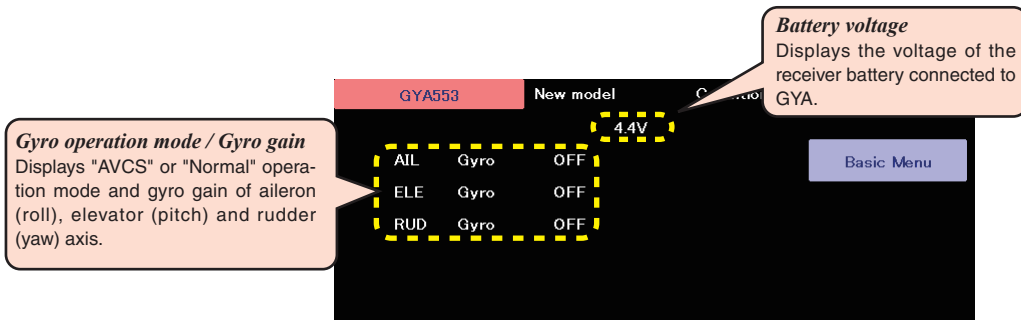 Battery voltage
Displays the voltage of the
receiver battery connected to
GYA.
GYA553 New model
4.4V
Gyro operation mode / Gyro gain
Displays "AVCS" or "Normal" opera-
tion mode and gyro gain of aileron
(roll), elevator (pitch) and rudder
(yaw) axis.
AIL Gyro OFF
ELE Gyro OFF
RUD Gyro OFF
Basic Menu